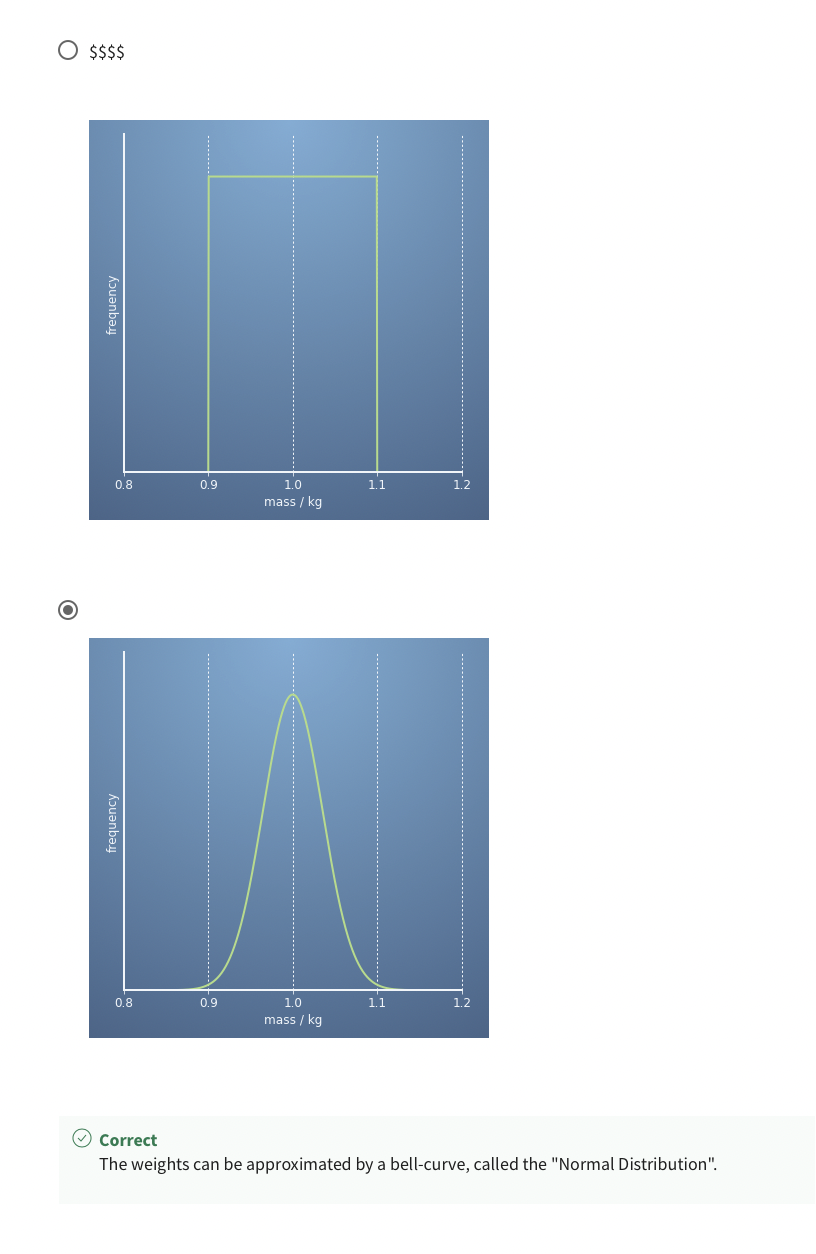 $$$$
frequency
0.8 0.9 1.0 1.1 1.2
mass / kg
frequency
0.8 0.9 1.0 1.1 1.2
mass / kg
Correct
The weights can be approximated by a bell-curve, called the "Normal Distribution".